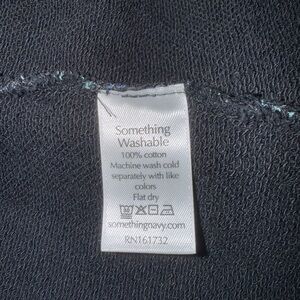 Something
Washable
100% cotton
Machine wash cold
separately with like
colors
Flat dry
somethingnavy.com
RN161732